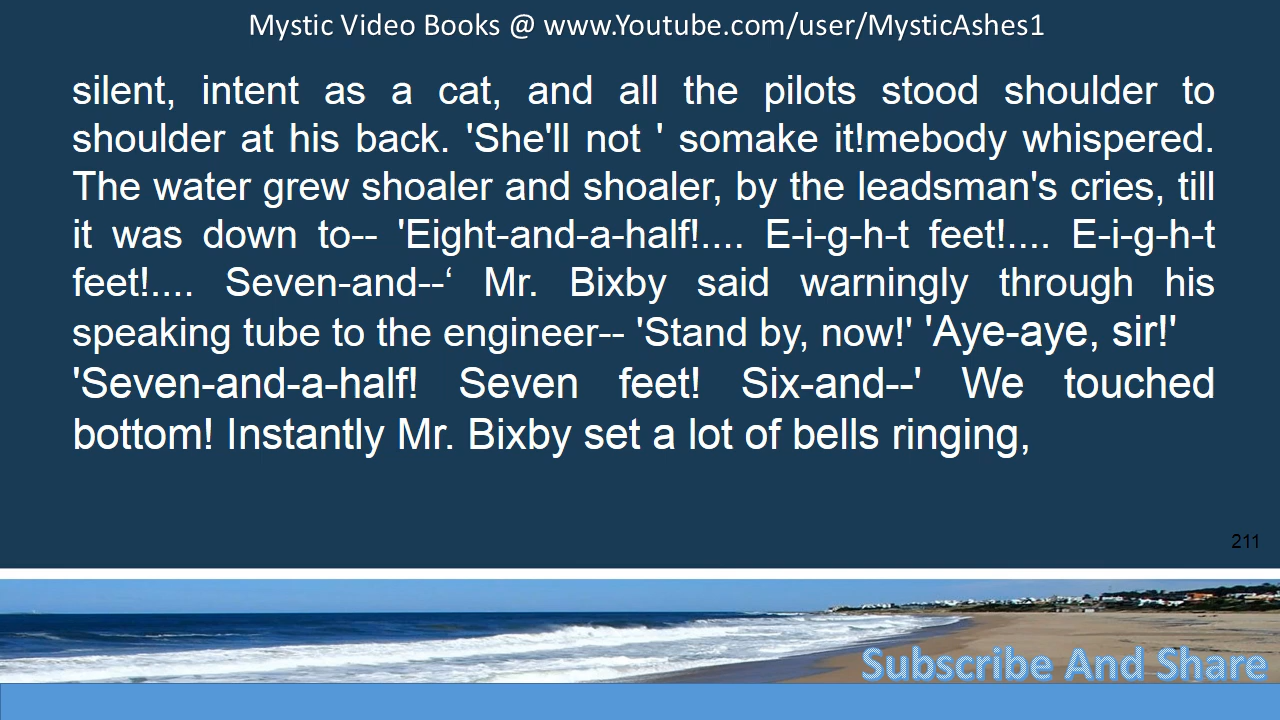 Mystic Video Books @ www.Youtube.com/user/MysticAshes1
silent, intent as a cat, and all the pilots stood shoulder to
shoulder at his back. 'She'll not ' somake it!mebody whispered.
The water grew shoaler and shoaler, by the leadsman's cries, till
it was down to-- 'Eight-and-a-half!.... E-i-g-h-t feet!.... E-i-g-h-t
feet!.... Seven-and--‘ Mr. Bixby said warningly through his
speaking tube to the engineer-- 'Stand by, now!' 'Aye-aye, sir!'
'Seven-and-a-half! Seven feet! Six-and--' We touched
bottom! Instantly Mr. Bixby set a lot of bells ringing,
211
Subscribe And Share